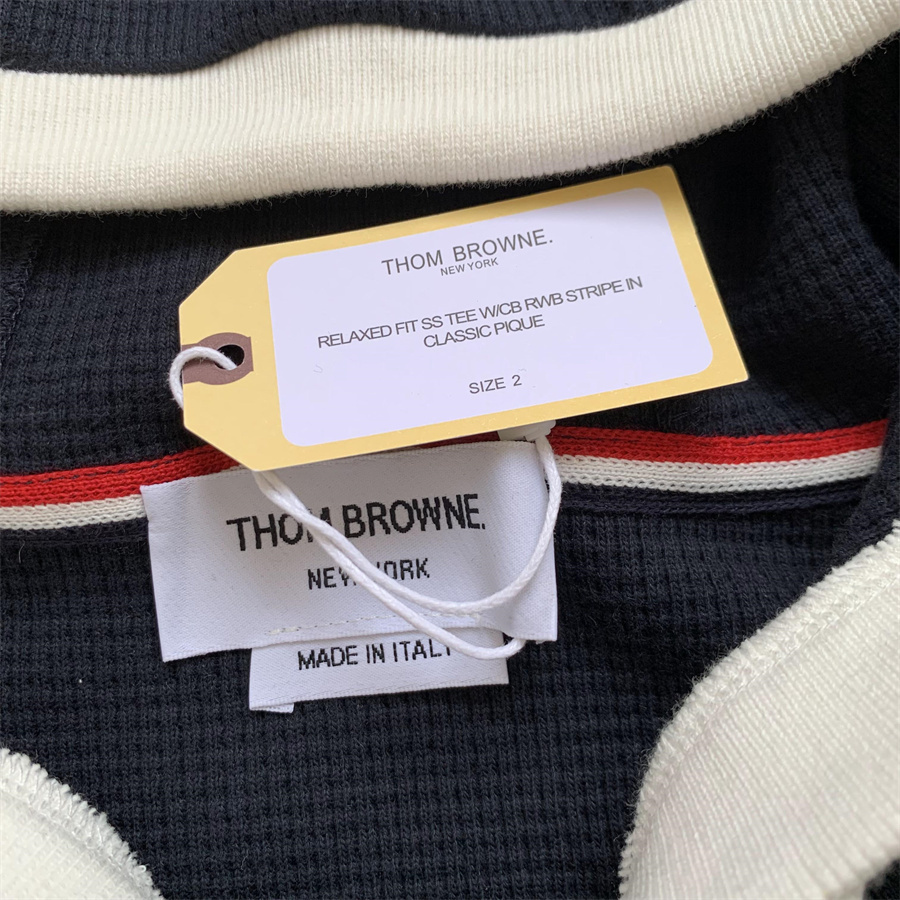 THOM BROWNE.
NEW YORK
RELAXED FIT SS TEE W/CB RWB STRIPE IN
CLASSIC PIQUE
SIZE 2
THOM BROWNE.
NEW YORK
MADE IN ITALY